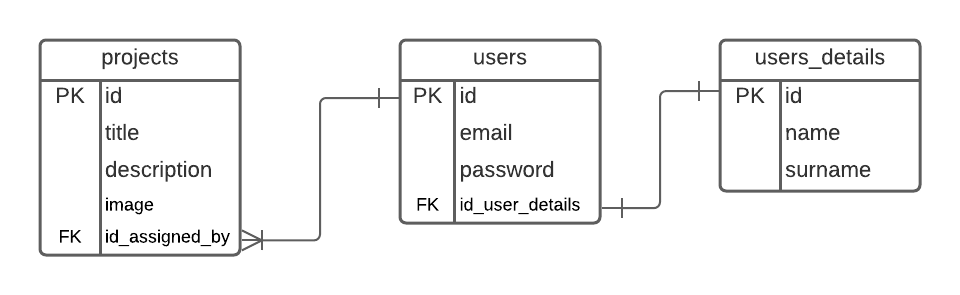 projects
PK id
title
description
image
FK id_assigned_by
users
PK id
email
password
FK id_user_details
users_details
PK id
name
surname